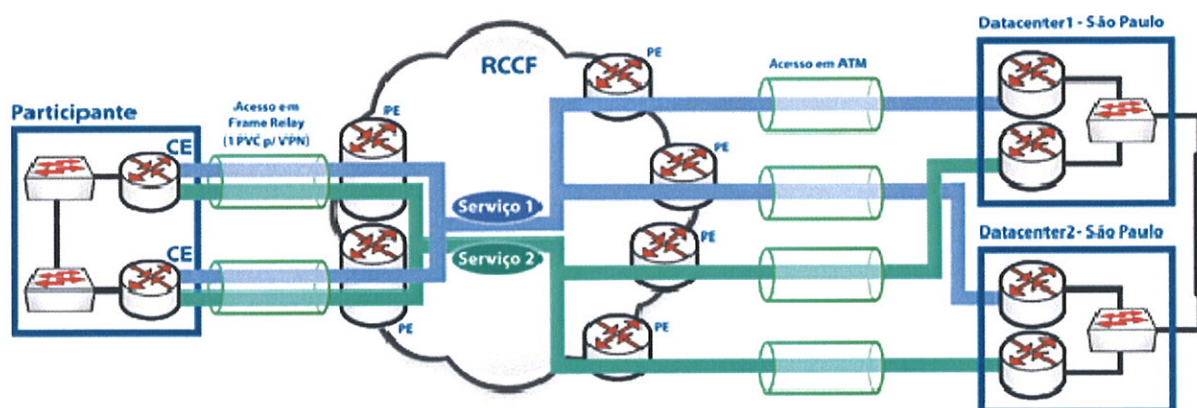 Participante
CE
CE
Acesso em
Frame Relay
(1 PVC p/ VPN)
PE
PE
RCCF
Serviço 1
Serviço 2
PE
PE
PE
PE
Acesso em ATM
Datacenter1 - São Paulo
Datacenter2 - São Paulo